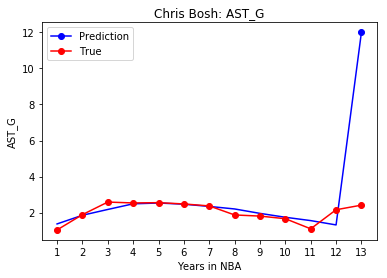 Chris Bosh: AST_G
Prediction
True
12
10
8
6
4
2
AST_G
1 2 3 4 5 6 7 8 9 10 11 12 13
Years in NBA